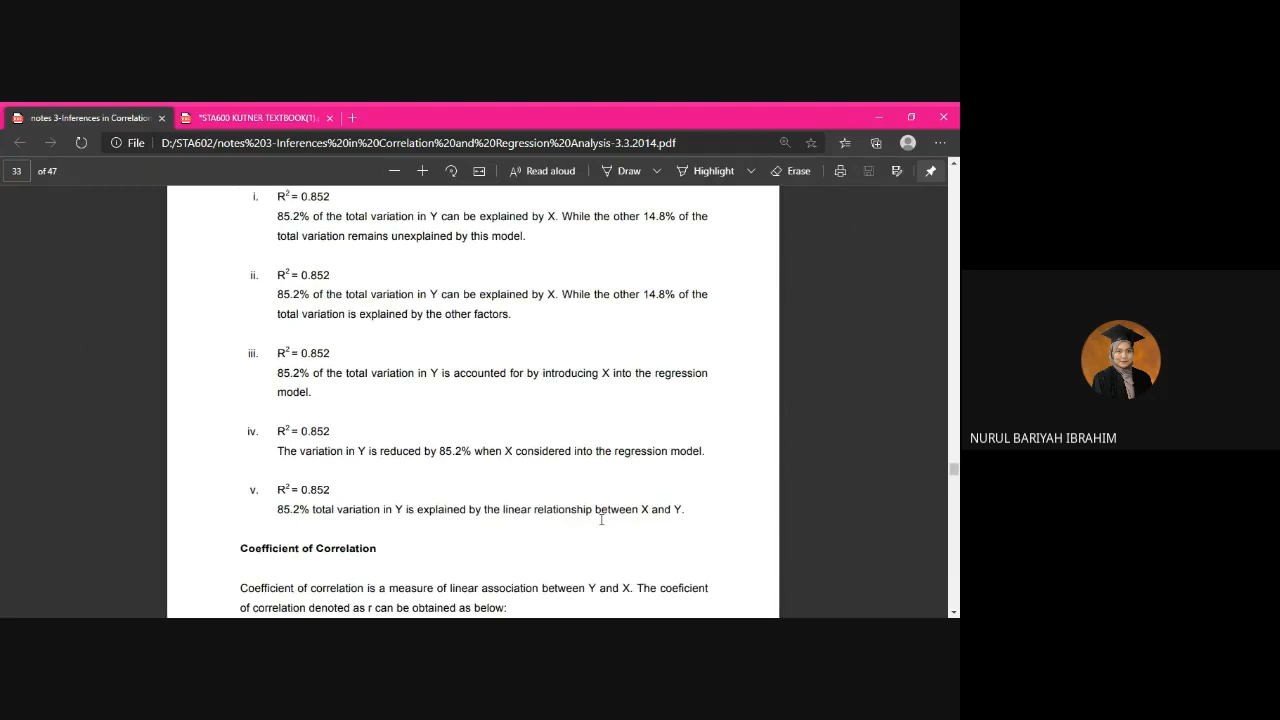 notes 3-Inferences in Correlation
*STA600 KUTNER TEXTBOOK(1).
File D:/STA602/notes%203-Inferences%20in%20Correlation%20and%20Regression%20Analysis-3.3.2014.pdf
33 of 47 Read aloud Draw Highlight Erase
i. R2 = 0.852
85.2% of the total variation in Y can be explained by X. While the other 14.8% of the
total variation remains unexplained by this model.
ii. R2 = 0.852
85.2% of the total variation in Y can be explained by X. While the other 14.8% of the
total variation is explained by the other factors.
iii. R2 = 0.852
85.2% of the total variation in Y is accounted for by introducing X into the regression
model.
iv. R2 = 0.852
The variation in Y is reduced by 85.2% when X considered into the regression model.
v. R2 = 0.852
85.2% total variation in Y is explained by the linear relationship between X and Y.
Coefficient of Correlation
Coefficient of correlation is a measure of linear association between Y and X. The coeficient
of correlation denoted as r can be obtained as below:
NURUL BARIYAH IBRAHIM